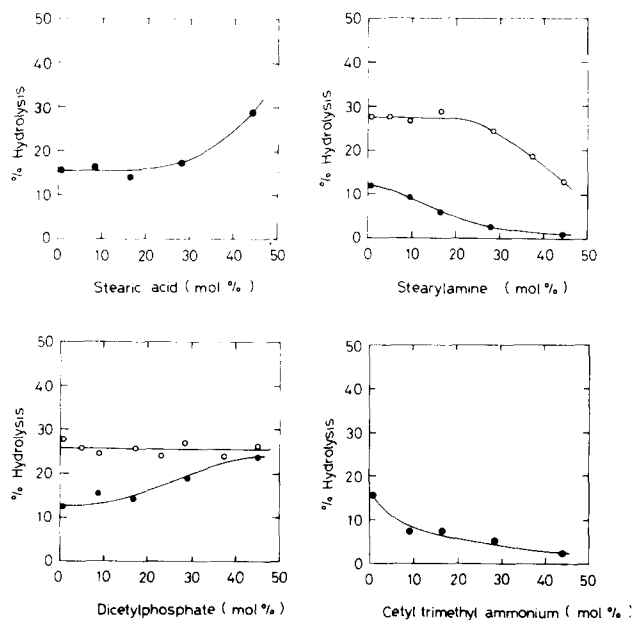 50
40
30
20
10
0
% Hydrolysis
0 10 20 30 40 50
Stearic acid ( mol % )
50
40
30
20
10
0
% Hydrolysis
0 10 20 30 40 50
Stearylamine ( mol % )
50
40
30
20
10
0
% Hydrolysis
0 10 20 30 40 50
Dicetylphosphate ( mol % )
50
40
30
20
10
0
% Hydrolysis
0 10 20 30 40 50
Cetyl trimethyl ammonium ( mol % )